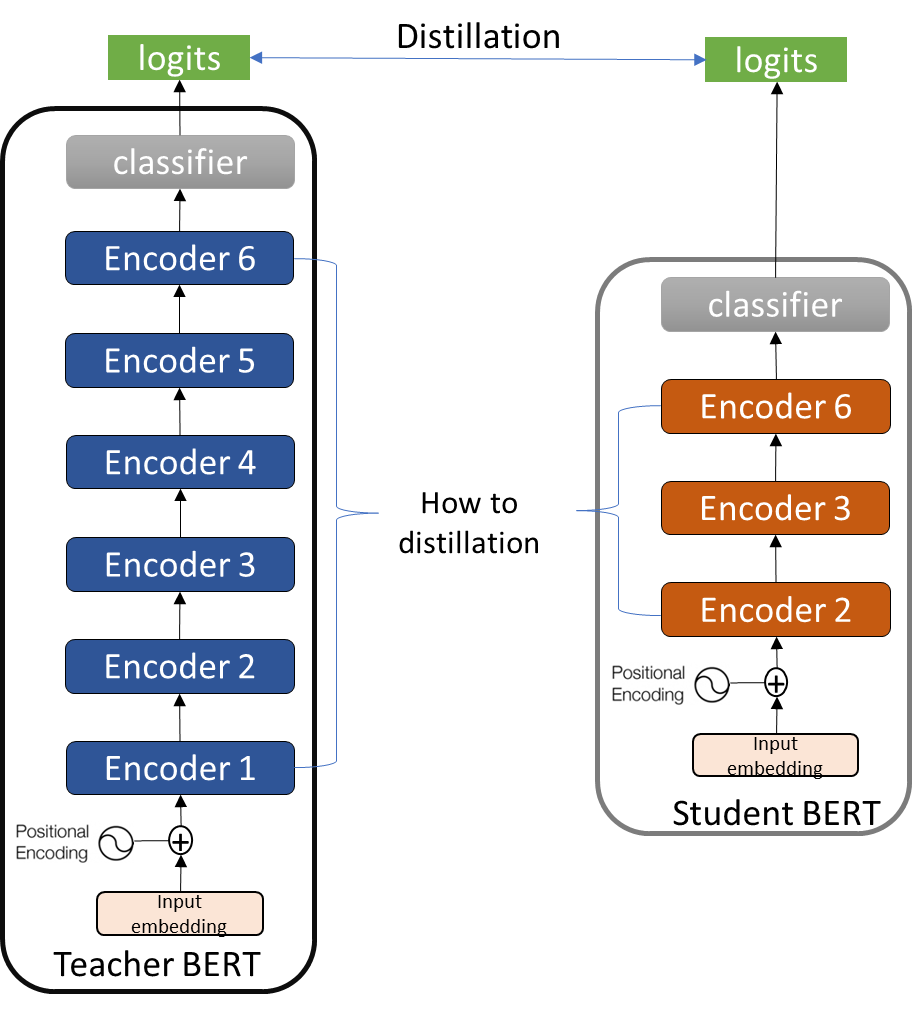 Distillation
logits
classifier
Encoder 6
Encoder 5
Encoder 4
Encoder 3
Encoder 2
Encoder 1
Positional
Encoding
Input
embedding
Teacher BERT
How to
distillation
logits
classifier
Encoder 6
Encoder 3
Encoder 2
Positional
Encoding
Input
embedding
Student BERT